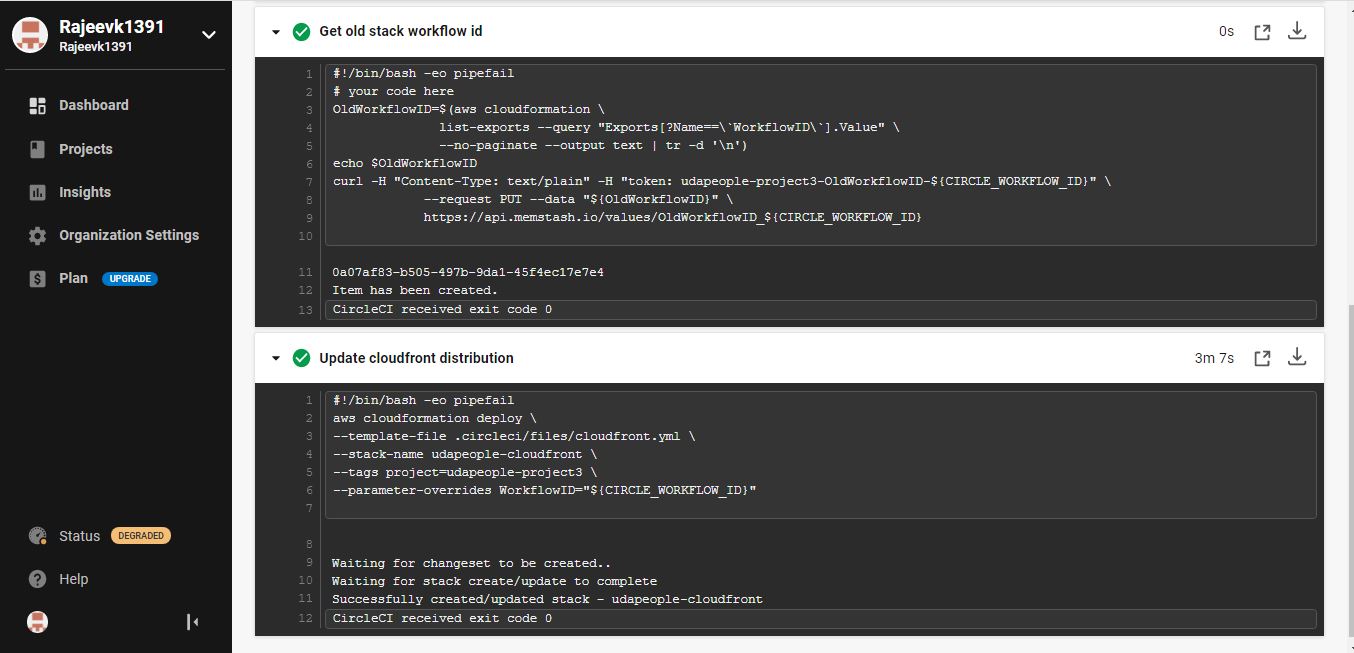 Rajeevk1391
Rajeevk1391
Dashboard
Projects
Insights
Organization Settings
Plan UPGRADE
Status DEGRADED
Help
Get old stack workflow id 0s
1 #!/bin/bash -eo pipefail
2 # your code here
3 OldWorkflowID=$(aws cloudformation \
4 list-exports --query "Exports[?Name==\`WorkflowID\`].Value" \
5 --no-paginate --output text | tr -d '\n')
6 echo $OldWorkflowID
7 curl -H "Content-Type: text/plain" -H "token: udapeople-project3-OldWorkflowID-${CIRCLE_WORKFLOW_ID}" \
8 --request PUT --data "${OldWorkflowID}" \
9 https://api.memstash.io/values/OldWorkflowID_${CIRCLE_WORKFLOW_ID}
10
11 0a07af83-b505-497b-9da1-45f4ec17e7e4
12 Item has been created.
13 CircleCI received exit code 0
Update cloudfront distribution 3m 7s
1 #!/bin/bash -eo pipefail
2 aws cloudformation deploy \
3 --template-file .circleci/files/cloudfront.yml \
4 --stack-name udapeople-cloudfront \
5 --tags project=udapeople-project3 \
6 --parameter-overrides WorkflowID="${CIRCLE_WORKFLOW_ID}"
7
8
9 Waiting for changeset to be created..
10 Waiting for stack create/update to complete
11 Successfully created/updated stack - udapeople-cloudfront
12 CircleCI received exit code 0